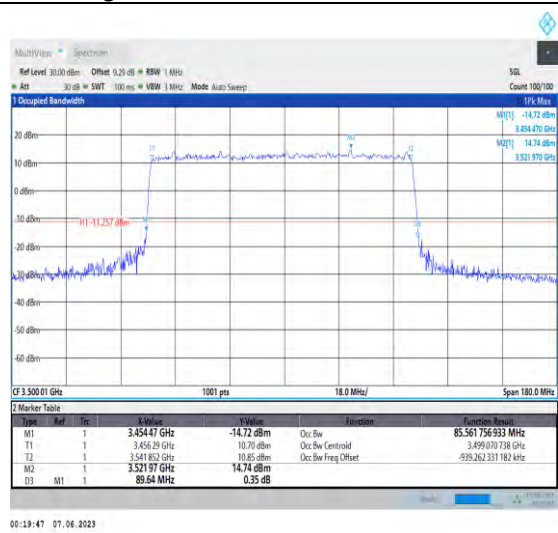 MultiView Spectrum
Ref Level 30.00 dBm Offset 9.29 dB RBW 1 MHz SGL
Att 30 dB SWT 100 ms VBW 3 MHz Mode Auto Sweep Count 100/100
1 Occupied Bandwidth 1Pk Max
M1[1] -14.72 dBm
3.454 470 GHz
M2[1] 14.74 dBm
3.521 970 GHz
20 dBm
M2
T1
T2
10 dBm
0 dBm
-10 dBm
H1 -11.257 dBm
M1
-20 dBm
-30 dBm
-40 dBm
-50 dBm
-60 dBm
CF 3.500 01 GHz 1001 pts 18.0 MHz/ Span 180.0 MHz
2 Marker Table
Type Ref Trc X-Value Y-Value Function Function Result
M1 1 3.454 47 GHz -14.72 dBm Occ Bw 85.561 756 933 MHz
T1 1 3.456 29 GHz 10.70 dBm Occ Bw Centroid 3.499 070 738 GHz
T2 1 3.541 852 GHz 10.85 dBm Occ Bw Freq Offset -939.262 331 182 kHz
M2 1 3.521 97 GHz 14.74 dBm
D3 M1 1 89.64 MHz 0.35 dB
00:19:47 07.06.2023